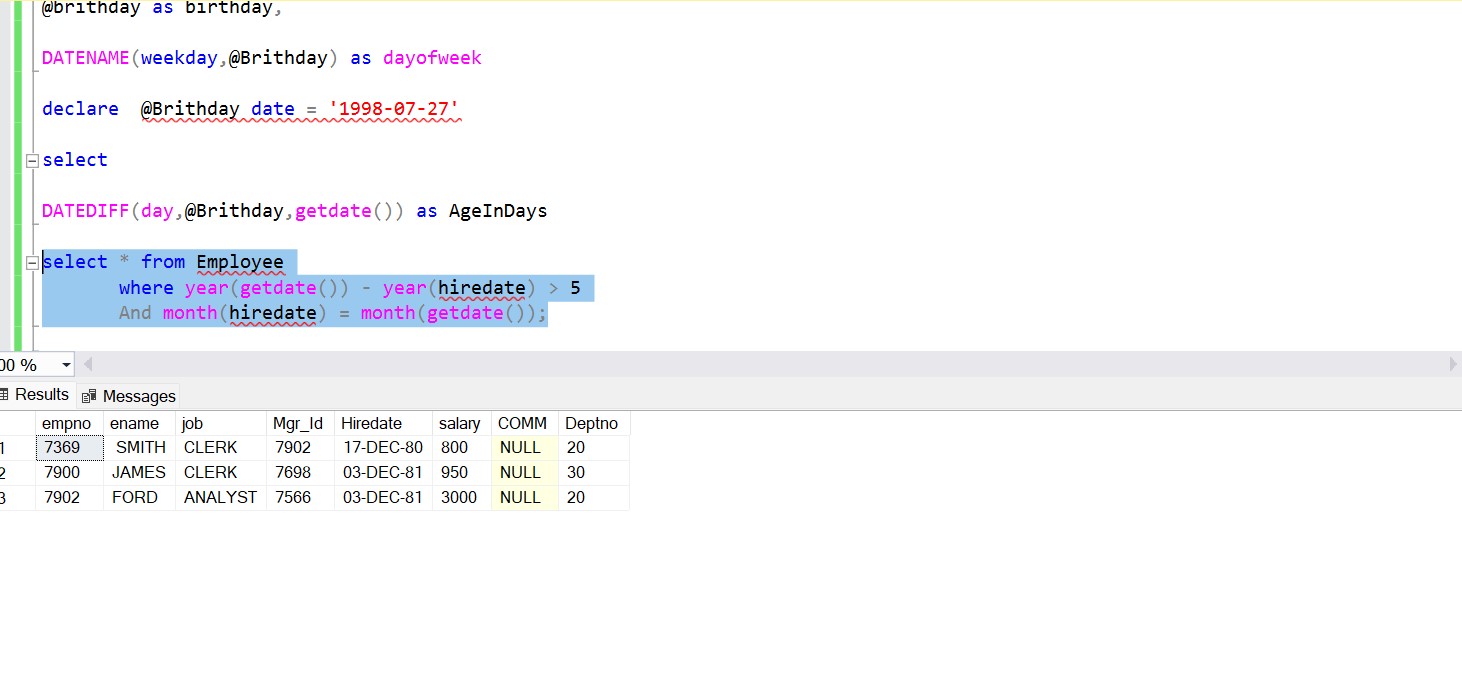 @brithday as birthday,
DATENAME(weekday,@Brithday) as dayofweek
declare @Brithday date = '1998-07-27'
select
DATEDIFF(day,@Brithday,getdate()) as AgeInDays
select * from Employee
where year(getdate()) - year(hiredate) > 5
And month(hiredate) = month(getdate());
00 %
Results Messages
empno ename job Mgr_Id Hiredate salary COMM Deptno
1 7369 SMITH CLERK 7902 17-DEC-80 800 NULL 20
2 7900 JAMES CLERK 7698 03-DEC-81 950 NULL 30
3 7902 FORD ANALYST 7566 03-DEC-81 3000 NULL 20